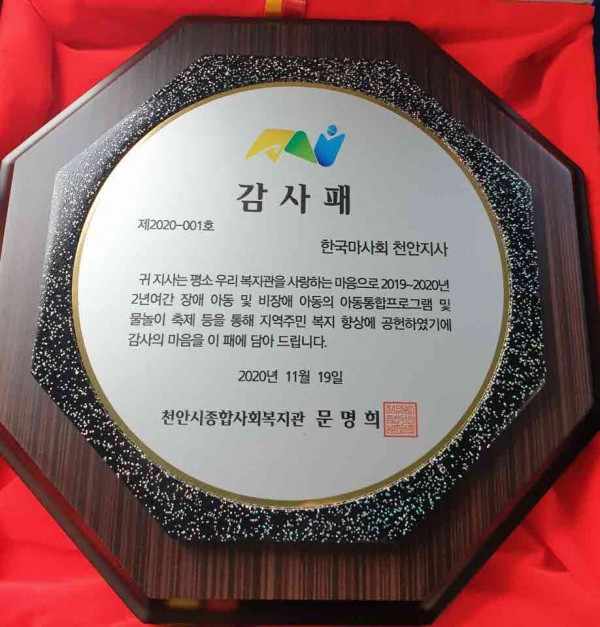 감사패
제2020-001호
한국마사회 천안지사
귀 지사는 평소 우리 복지관을 사랑하는 마음으로 2019~2020년
2년여간 장애 아동 및 비장애 아동의 아동통합프로그램 및
물놀이 축제 등을 통해 지역주민 복지 향상에 공헌하였기에
감사의 마음을 이 패에 담아 드립니다.
2020년 11월 19일
천안시종합사회복지관 문명희